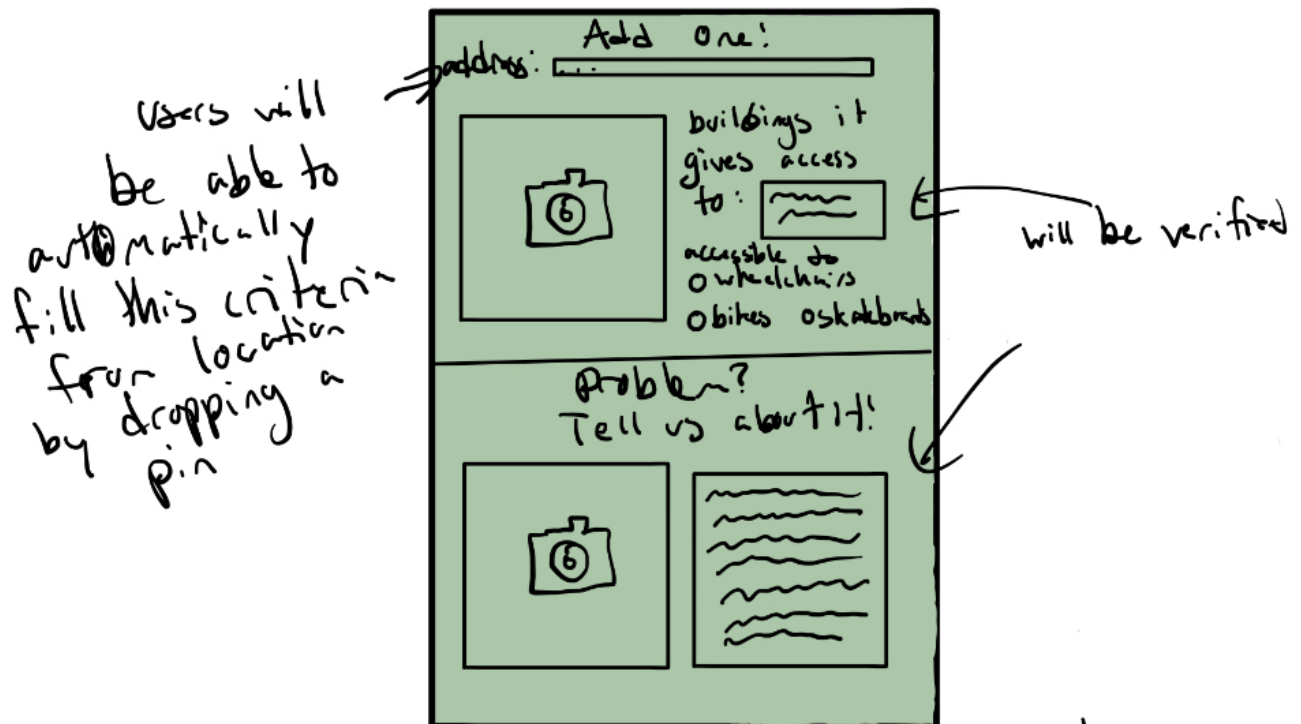 Add One!
address: ...
buildings it
gives access
to:
accessible to
wheelchairs
bikes skateboards
Problem?
Tell us about it!
users will
be able to
automatically
fill this criteria
from location
by dropping a
pin
will be verified